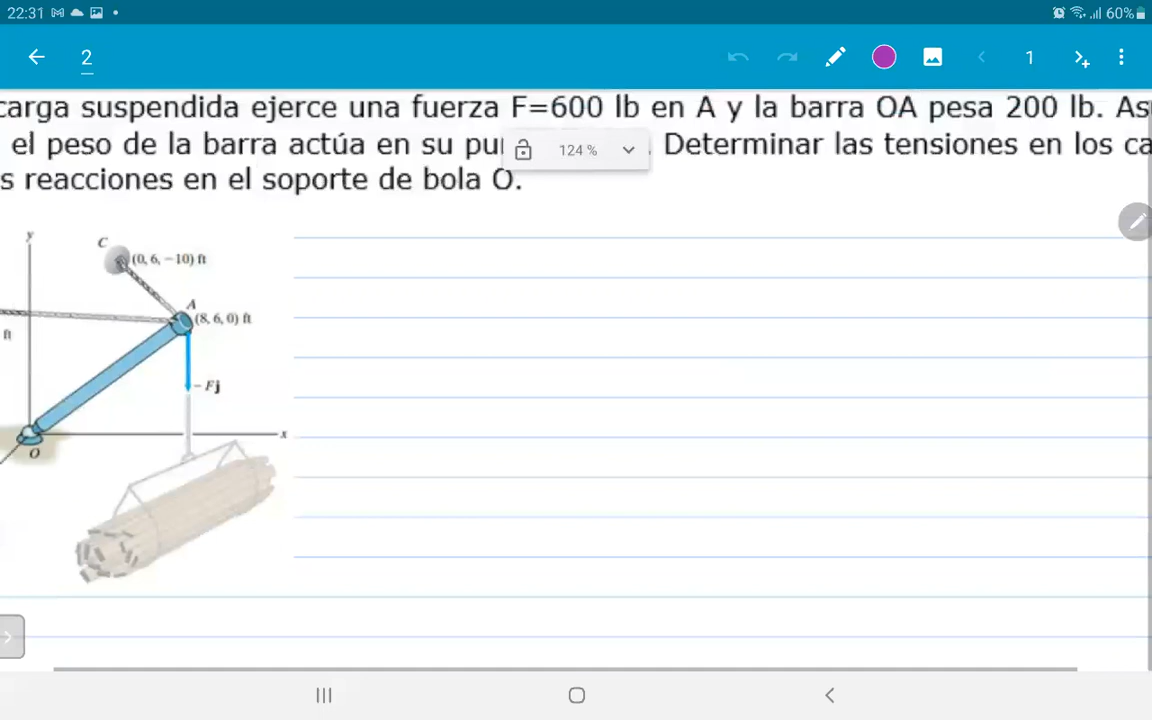 22:31 60%
2 1
carga suspendida ejerce una fuerza F=600 lb en A y la barra OA pesa 200 lb. As
el peso de la barra actúa en su pu 124 % . Determinar las tensiones en los ca
s reacciones en el soporte de bola O.
y
C
(0, 6, −10) ft
A
(8, 6, 0) ft
ft
− Fj
x
O